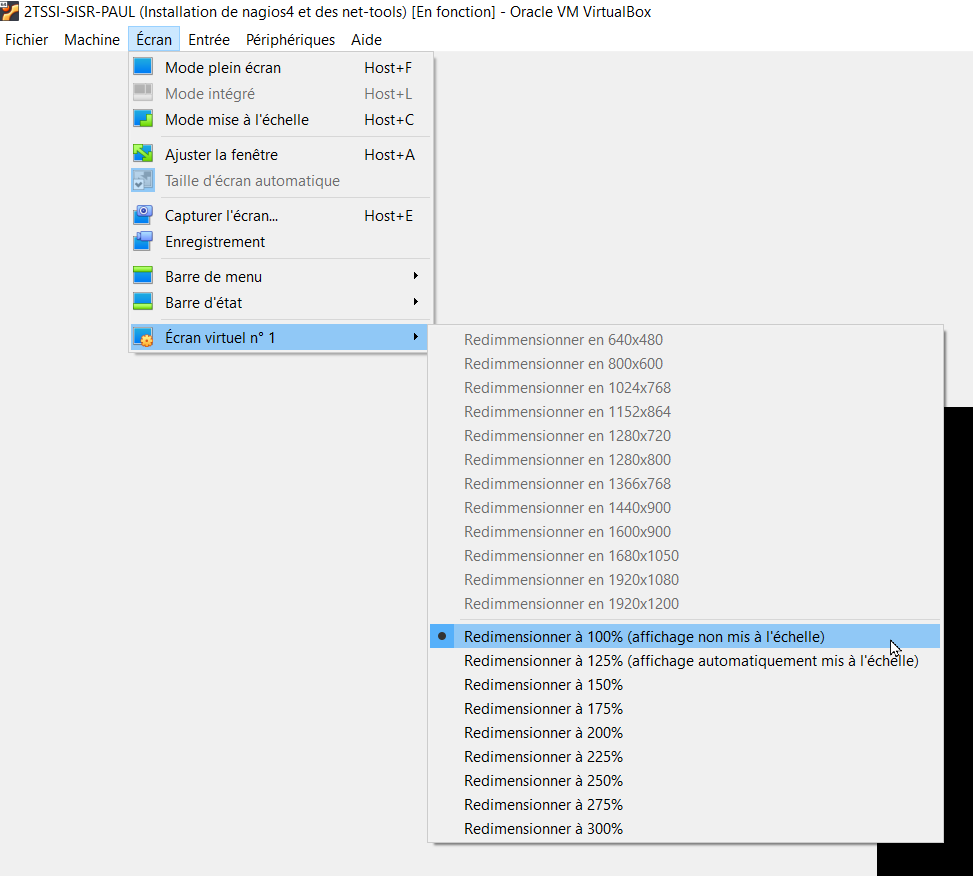 2TSSI-SISR-PAUL (Installation de nagios4 et des net-tools) [En fonction] - Oracle VM VirtualBox
Fichier Machine Écran Entrée Périphériques Aide
Mode plein écran Host+F
Mode intégré Host+L
Mode mise à l'échelle Host+C
Ajuster la fenêtre Host+A
Taille d'écran automatique
Capturer l'écran... Host+E
Enregistrement
Barre de menu
Barre d'état
Écran virtuel n° 1
Redimmensionner en 640x480
Redimmensionner en 800x600
Redimmensionner en 1024x768
Redimmensionner en 1152x864
Redimmensionner en 1280x720
Redimmensionner en 1280x800
Redimmensionner en 1366x768
Redimmensionner en 1440x900
Redimmensionner en 1600x900
Redimmensionner en 1680x1050
Redimmensionner en 1920x1080
Redimmensionner en 1920x1200
Redimensionner à 100% (affichage non mis à l'échelle)
Redimensionner à 125% (affichage automatiquement mis à l'échelle)
Redimensionner à 150%
Redimensionner à 175%
Redimensionner à 200%
Redimensionner à 225%
Redimensionner à 250%
Redimensionner à 275%
Redimensionner à 300%